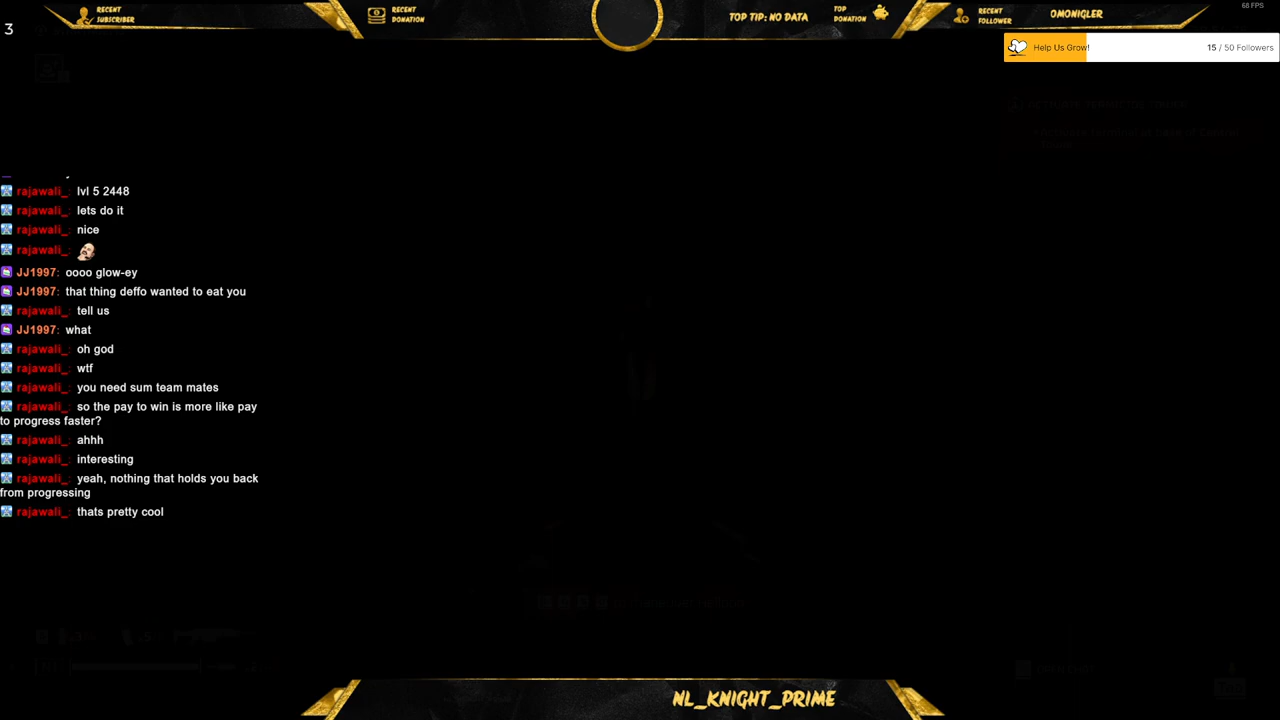 68 FPS
RECENT
SUBSCRIBER
RECENT
DONATION
TOP TIP: NO DATA
TOP
DONATION
RECENT
FOLLOWER
OMONIGLER
3
Help Us Grow!
15 / 50 Followers
rajawali_: lvl 5 2448
rajawali_: lets do it
rajawali_: nice
rajawali_:
JJ1997: oooo glow-ey
JJ1997: that thing deffo wanted to eat you
rajawali_: tell us
JJ1997: what
rajawali_: oh god
rajawali_: wtf
rajawali_: you need sum team mates
rajawali_: so the pay to win is more like pay
to progress faster?
rajawali_: ahhh
rajawali_: interesting
rajawali_: yeah, nothing that holds you back
from progressing
rajawali_: thats pretty cool
NL_KNIGHT_PRIME